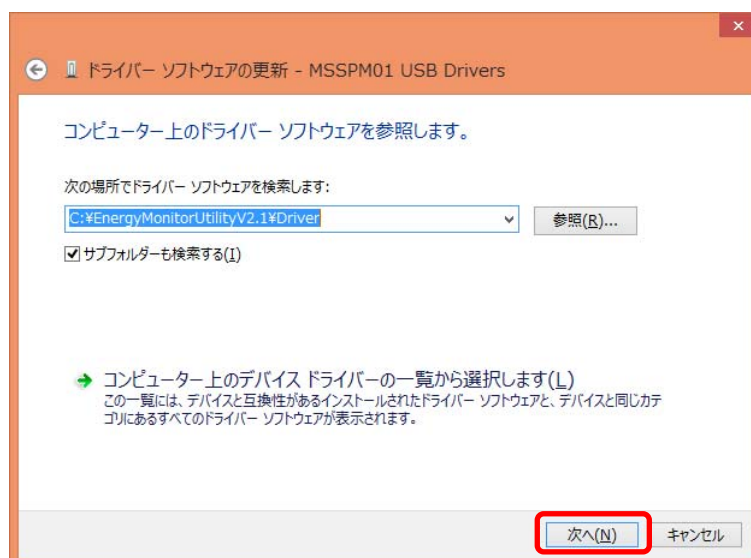 ドライバー ソフトウェアの更新 - MSSPM01 USB Drivers
コンピューター上のドライバー ソフトウェアを参照します。
次の場所でドライバー ソフトウェアを検索します:
C:¥EnergyMonitorUtilityV2.1¥Driver
参照(R)...
サブフォルダーも検索する(I)
コンピューター上のデバイス ドライバーの一覧から選択します(L)
この一覧には、デバイスと互換性があるインストールされたドライバー ソフトウェアと、デバイスと同じカテ
ゴリにあるすべてのドライバー ソフトウェアが表示されます。
次へ(N)
キャンセル